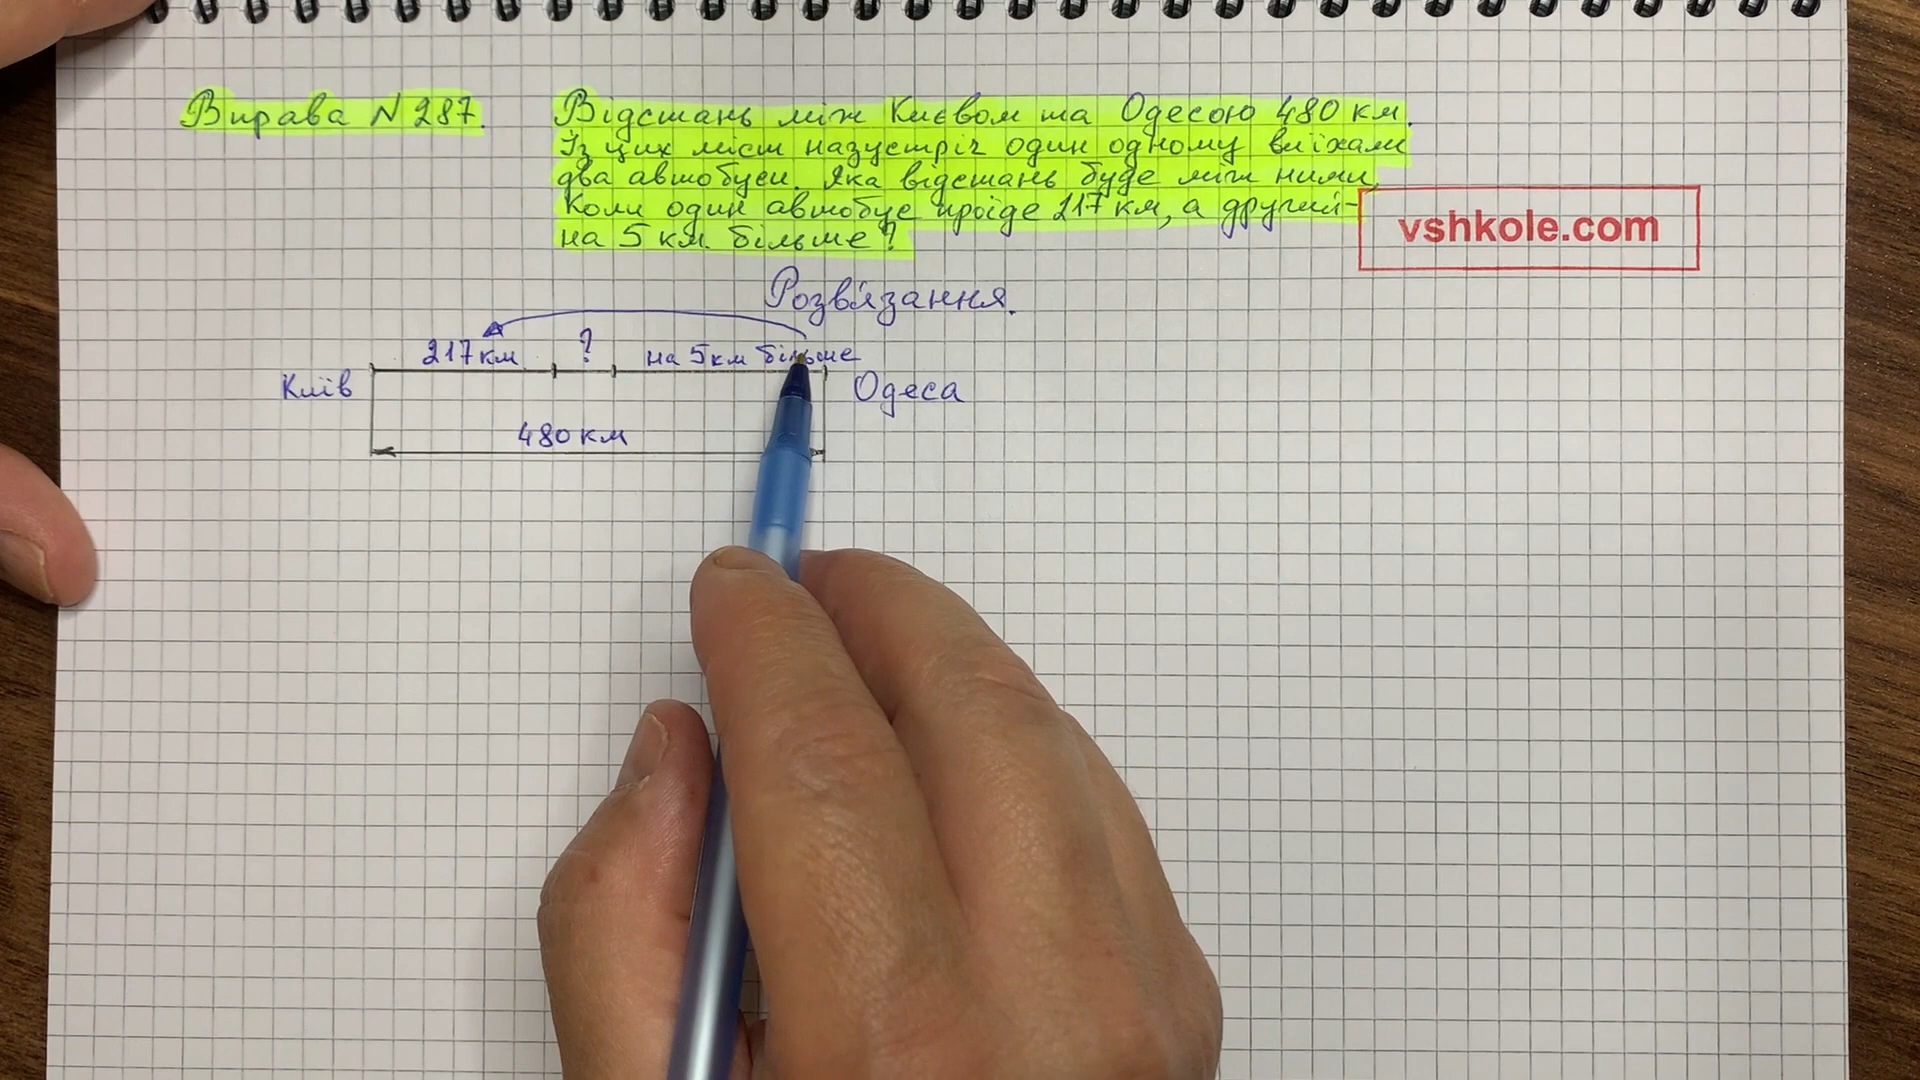 Вправа №287.
Відстань між Києвом та Одесою 480 км.
Із цих міст назустріч один одному виїхали
два автобуси. Яка відстань буде між ними,
коли один автобус проїде 217 км, а другий -
на 5 км більше?
vshkole.com
Розв'язання.
217 км ? на 5 км більше
Київ Одеса
480 км